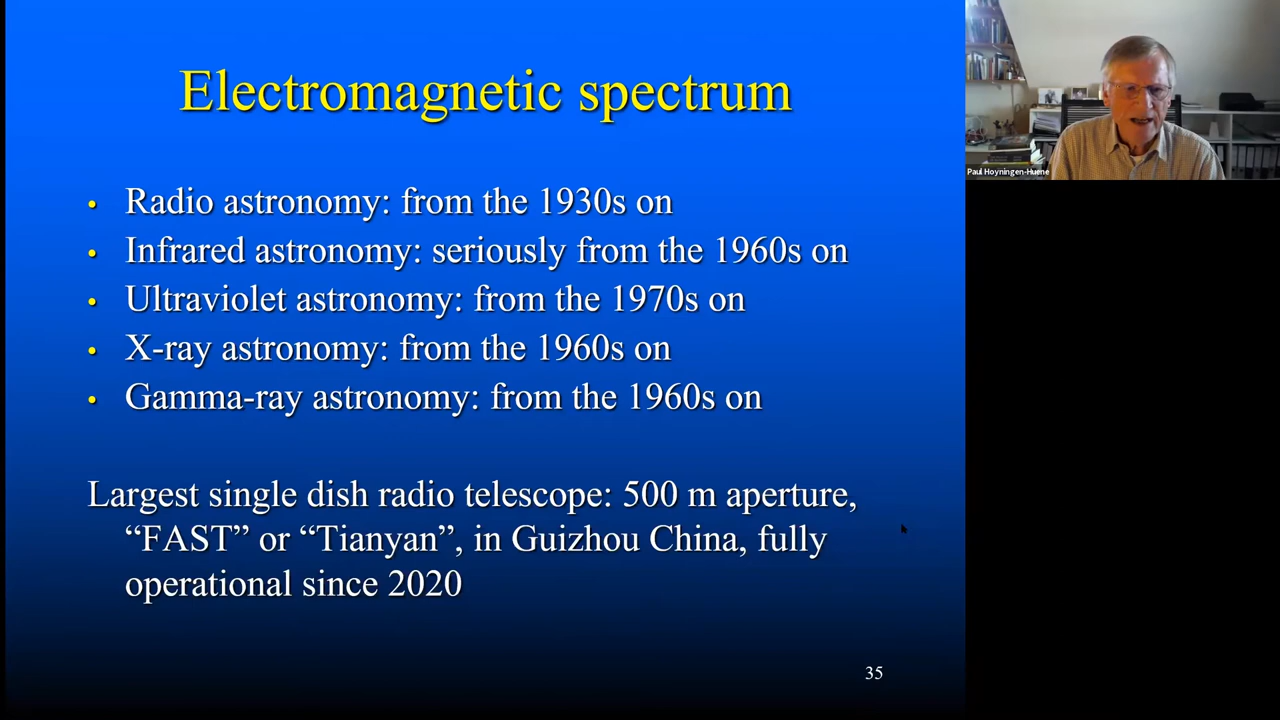 Electromagnetic spectrum
• Radio astronomy: from the 1930s on
• Infrared astronomy: seriously from the 1960s on
• Ultraviolet astronomy: from the 1970s on
• X-ray astronomy: from the 1960s on
• Gamma-ray astronomy: from the 1960s on
Largest single dish radio telescope: 500 m aperture,
“FAST” or “Tianyan”, in Guizhou China, fully
operational since 2020
35
Paul Hoyningen-Huene